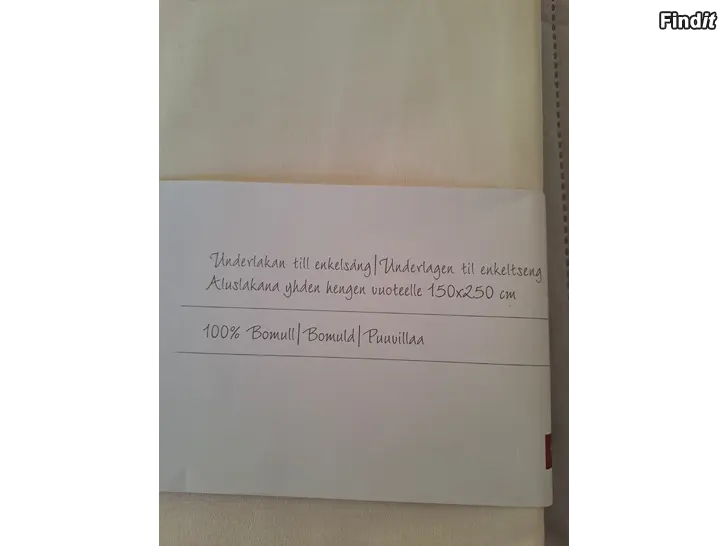 Findit
Underlakan till enkelsäng|Underlagen til enkeltseng
Aluslakana yhden hengen vuoteelle 150x250 cm
100% Bomull|Bomuld|Puuvillaa